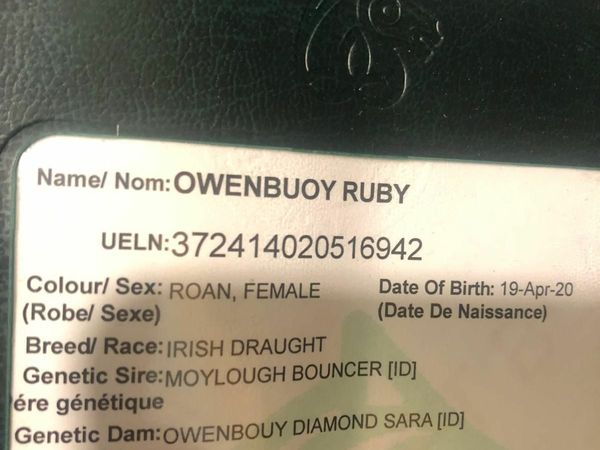 Name/ Nom: OWENBUOY RUBY
UELN: 372414020516942
Colour/ Sex: ROAN, FEMALE Date Of Birth: 19-Apr-20
(Robe/ Sexe) (Date De Naissance)
Breed/ Race: IRISH DRAUGHT
Genetic Sire: MOYLOUGH BOUNCER [ID]
ére génétique
Genetic Dam: OWENBOUY DIAMOND SARA [ID]